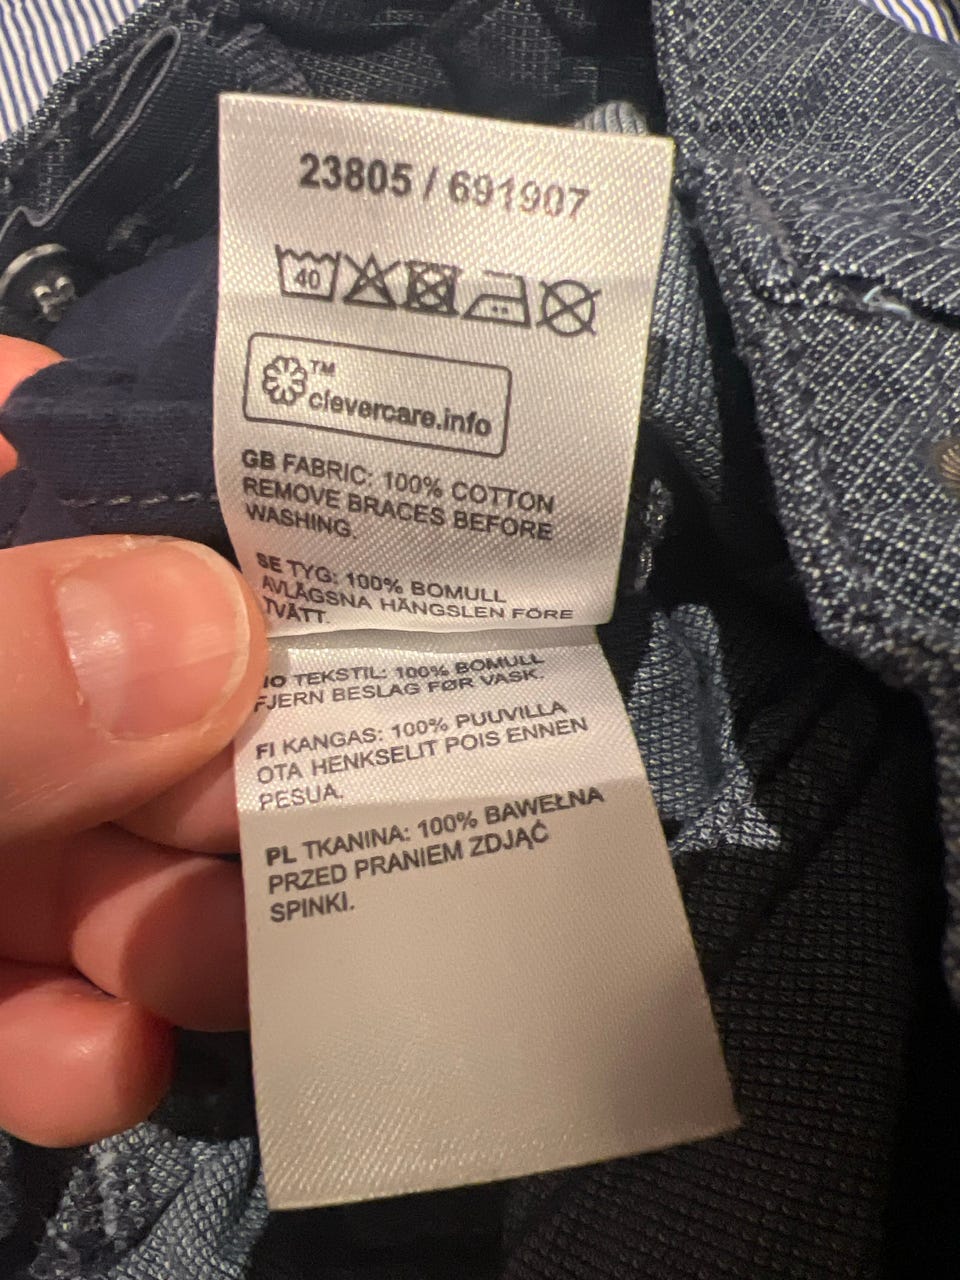 23805 / 691907
40
TM
clevercare.info
GB FABRIC: 100% COTTON
REMOVE BRACES BEFORE
WASHING.
SE TYG: 100% BOMULL
AVLÄGSNA HÄNGSLEN FÖRE
TVÄTT.
NO TEKSTIL: 100% BOMULL
FJERN BESLAG FØR VASK.
FI KANGAS: 100% PUUVILLA
OTA HENKSELIT POIS ENNEN
PESUA.
PL TKANINA: 100% BAWEŁNA
PRZED PRANIEM ZDJĄĆ
SPINKI.